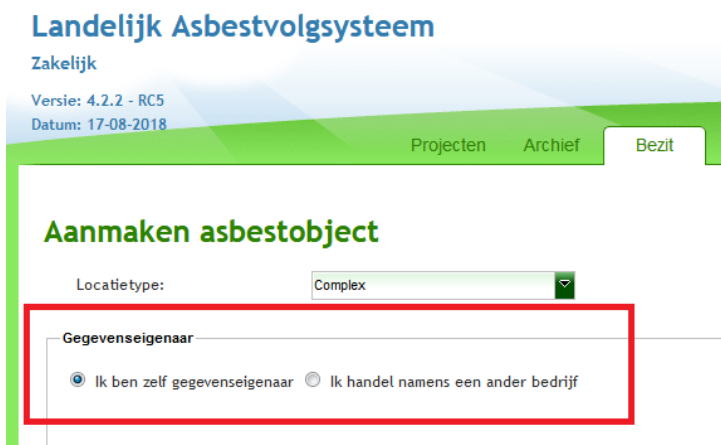 Landelijk Asbestvolgsysteem
Zakelijk
Versie: 4.2.2 - RC5
Datum: 17-08-2018
Projecten Archief Bezit
Aanmaken asbestobject
Locatietype: Complex
Gegevenseigenaar
Ik ben zelf gegevenseigenaar Ik handel namens een ander bedrijf